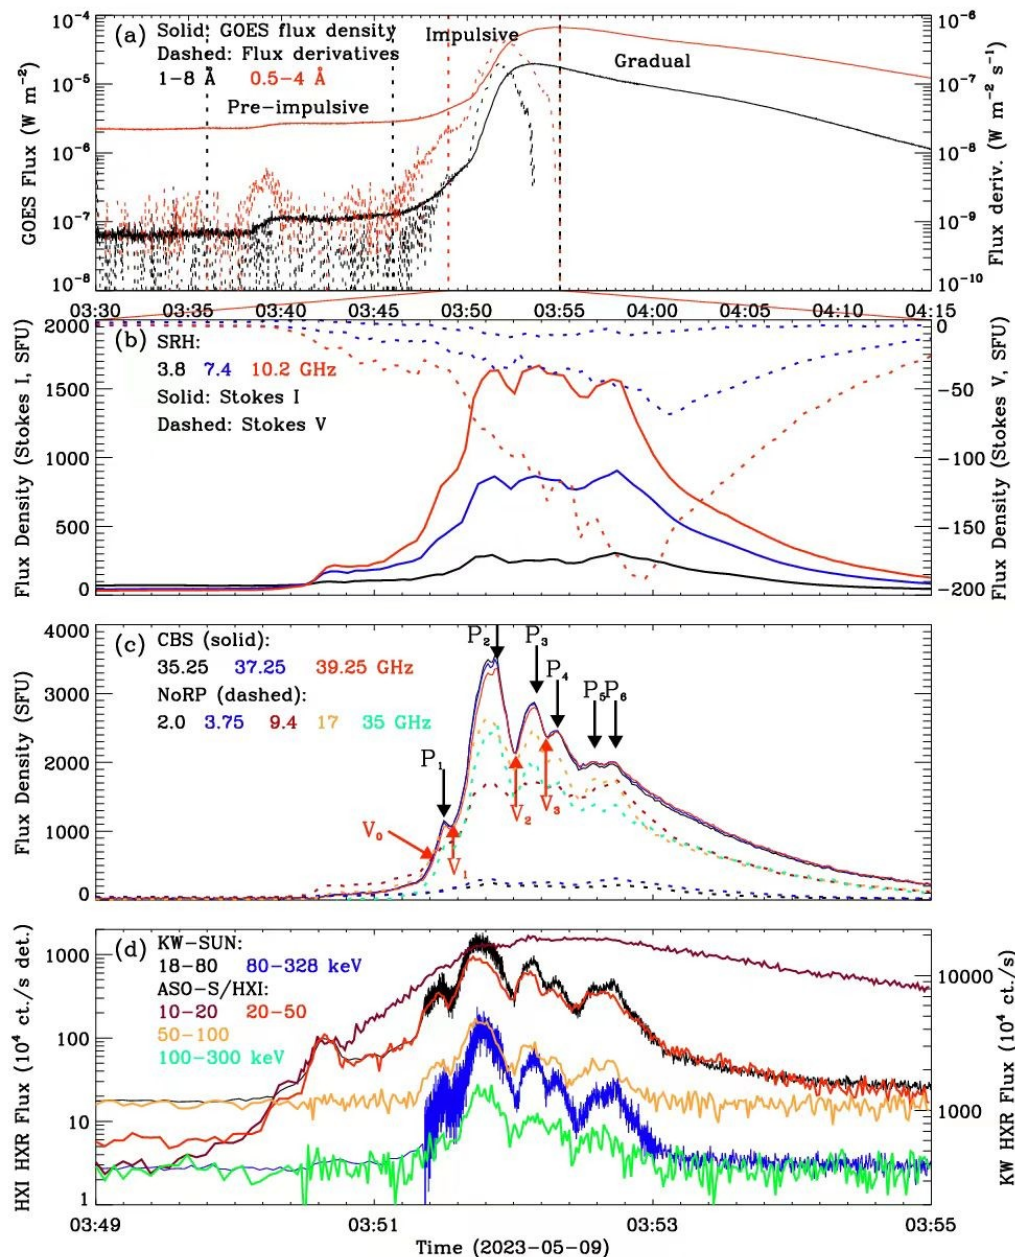 (a) Solid: GOES flux density
Dashed: Flux derivatives
1−8 Å 0.5−4 Å
Pre−impulsive
Impulsive
Gradual
GOES Flux (W m⁻²)
10⁻⁴
10⁻⁵
10⁻⁶
10⁻⁷
10⁻⁸
Flux deriv. (W m⁻² s⁻¹)
10⁻⁶
10⁻⁷
10⁻⁸
10⁻⁹
10⁻¹⁰
03:30 03:35 03:40 03:45 03:50 03:55 04:00 04:05 04:10 04:15
(b) SRH:
3.8 7.4 10.2 GHz
Solid: Stokes I
Dashed: Stokes V
Flux Density (Stokes I, SFU)
2000
1500
1000
500
0
Flux Density (Stokes V, SFU)
0
−50
−100
−150
−200
(c) CBS (solid):
35.25 37.25 39.25 GHz
NoRP (dashed):
2.0 3.75 9.4 17 35 GHz
Flux Density (SFU)
4000
3000
2000
1000
0
P₁
P₂
P₃
P₄
P₅
P₆
V₀
V₁
V₂
V₃
(d) KW−SUN:
18−80 80−328 keV
ASO−S/HXI:
10−20 20−50
50−100
100−300 keV
HXI HXR Flux (10⁴ ct./s det.)
1000
100
10
1
KW HXR Flux (10⁴ ct./s)
10000
1000
03:49 03:51 03:53 03:55
Time (2023−05−09)